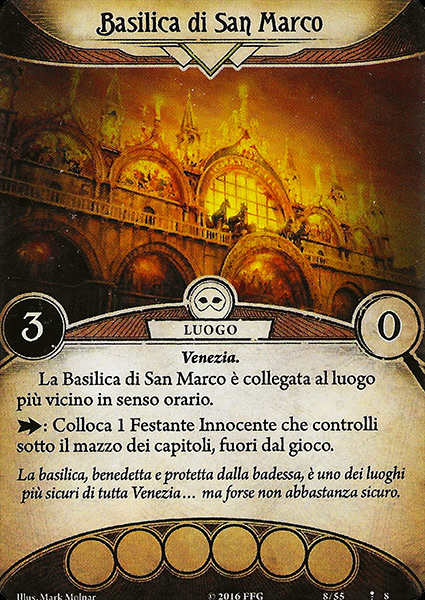 Basilica di San Marco
3
LUOGO
0
Venezia.
La Basilica di San Marco è collegata al luogo
più vicino in senso orario.
: Colloca 1 Festante Innocente che controlli
sotto il mazzo dei capitoli, fuori dal gioco.
La basilica, benedetta e protetta dalla badessa, è uno dei luoghi
più sicuri di tutta Venezia… ma forse non abbastanza sicuro.
Illus. Mark Molnar © 2016 FFG 8/55 8